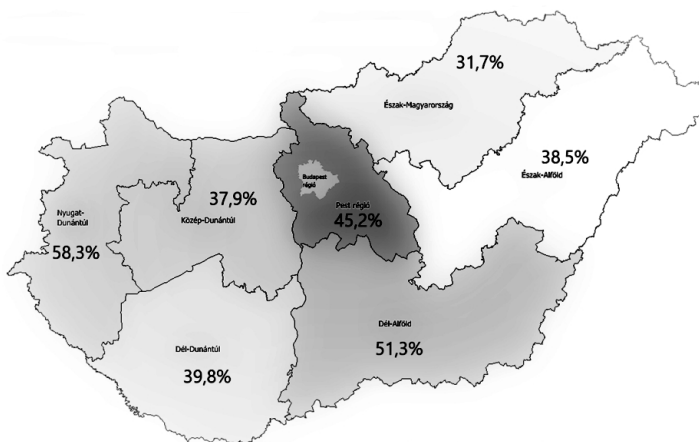 31,7%
Észak-Magyarország
38,5%
Észak-Alföld
Budapest
régió
Pest régió
45,2%
37,9%
Közép-Dunántúl
Nyugat-
Dunántúl
58,3%
Dél-Alföld
51,3%
Dél-Dunántúl
39,8%